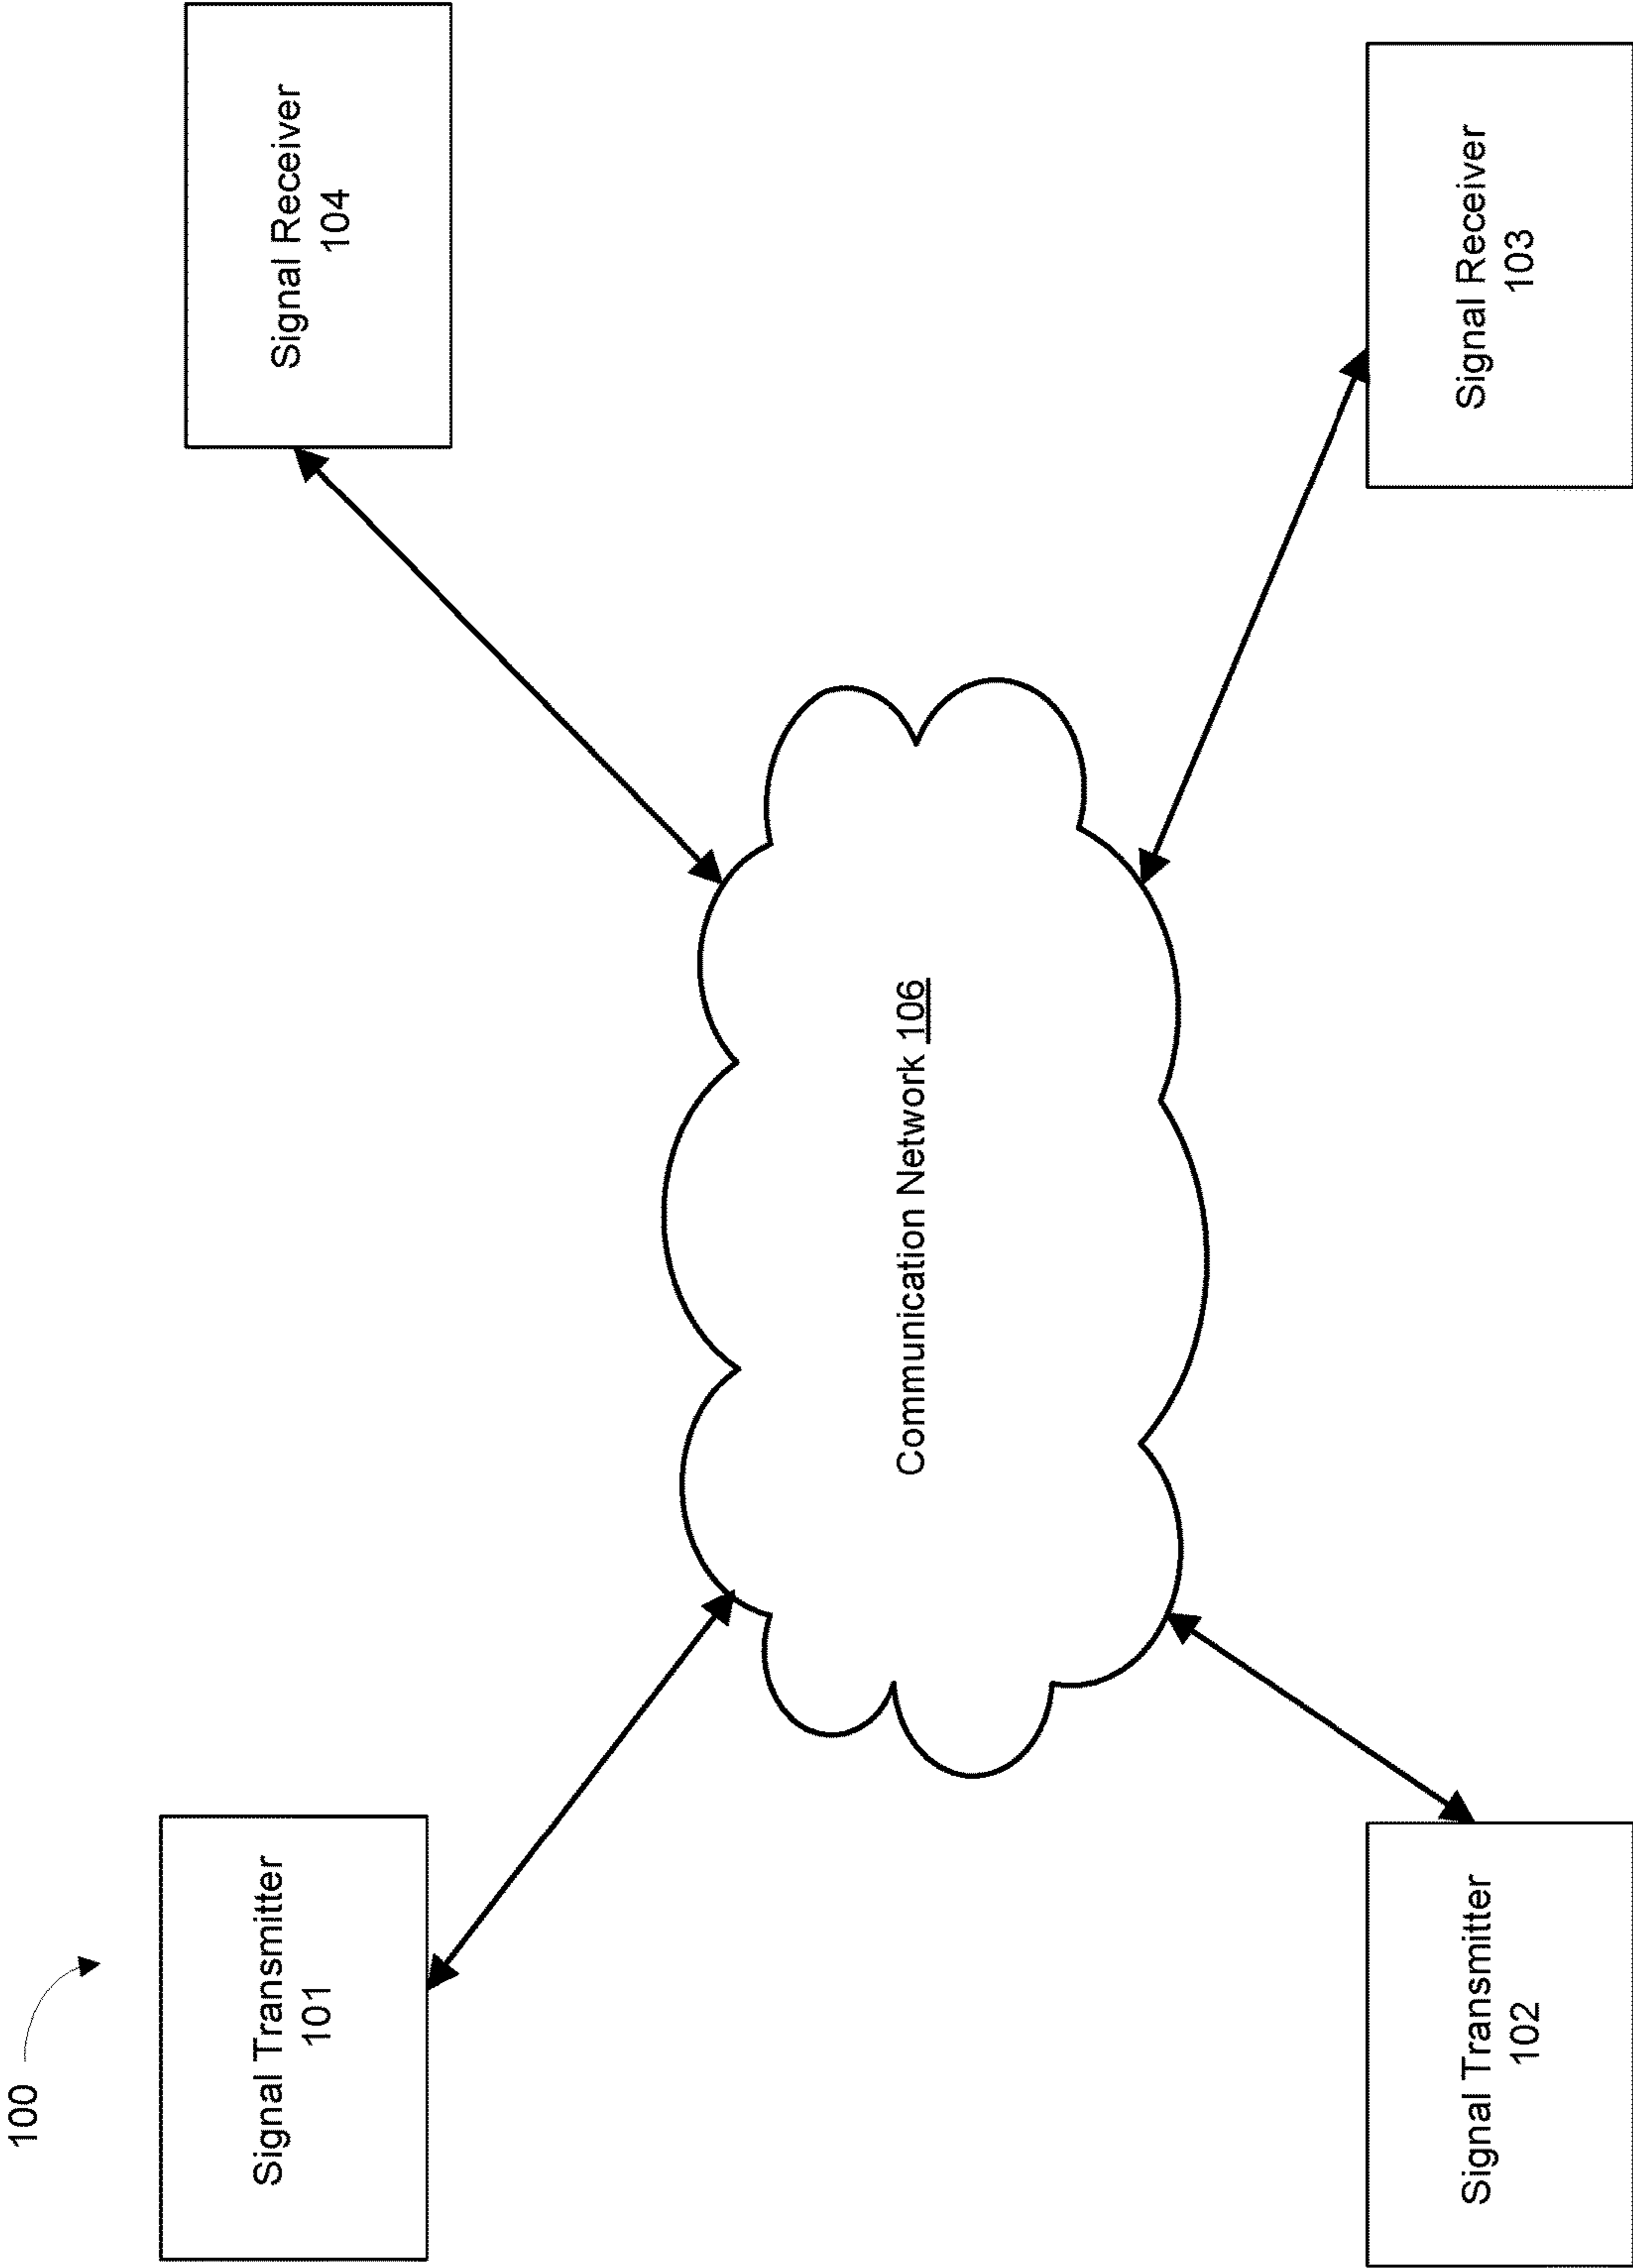 100
Signal Transmitter
101
Signal Receiver
104
Communication Network 106
Signal Transmitter
102
Signal Receiver
103